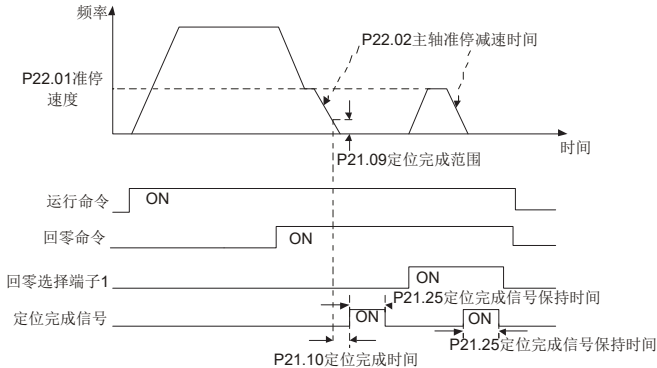 频率
P22.02主轴准停减速时间
P22.01准停
速度
时间
P21.09定位完成范围
运行命令
ON
回零命令
ON
回零选择端子1
ON
P21.25定位完成信号保持时间
定位完成信号
ON
ON
P21.25定位完成信号保持时间
P21.10定位完成时间